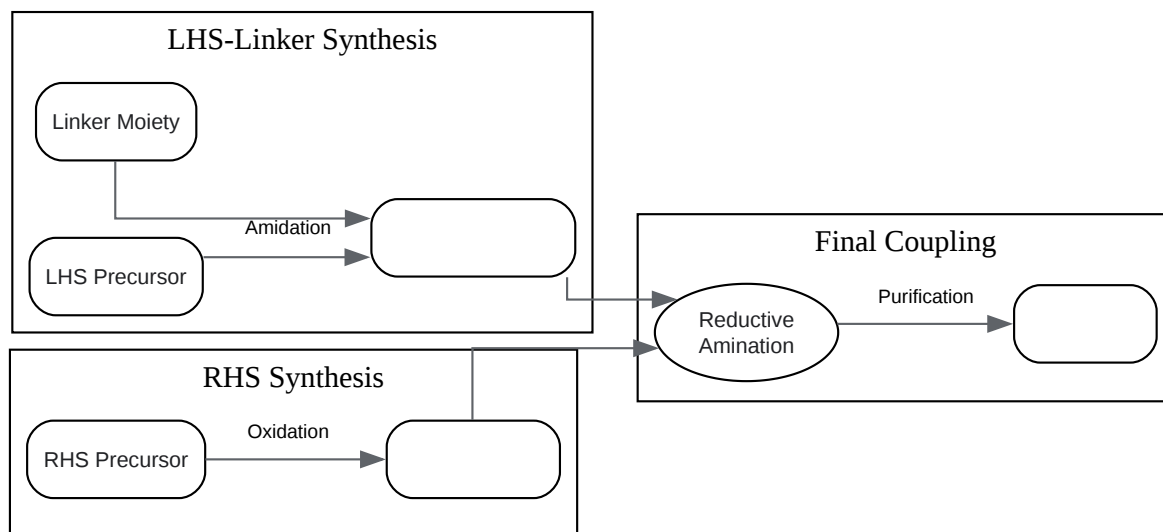 LHS-Linker Synthesis
Linker Moiety
Amidation
LHS Precursor
Final Coupling
Purification
Reductive
Amination
RHS Synthesis
Oxidation
RHS Precursor